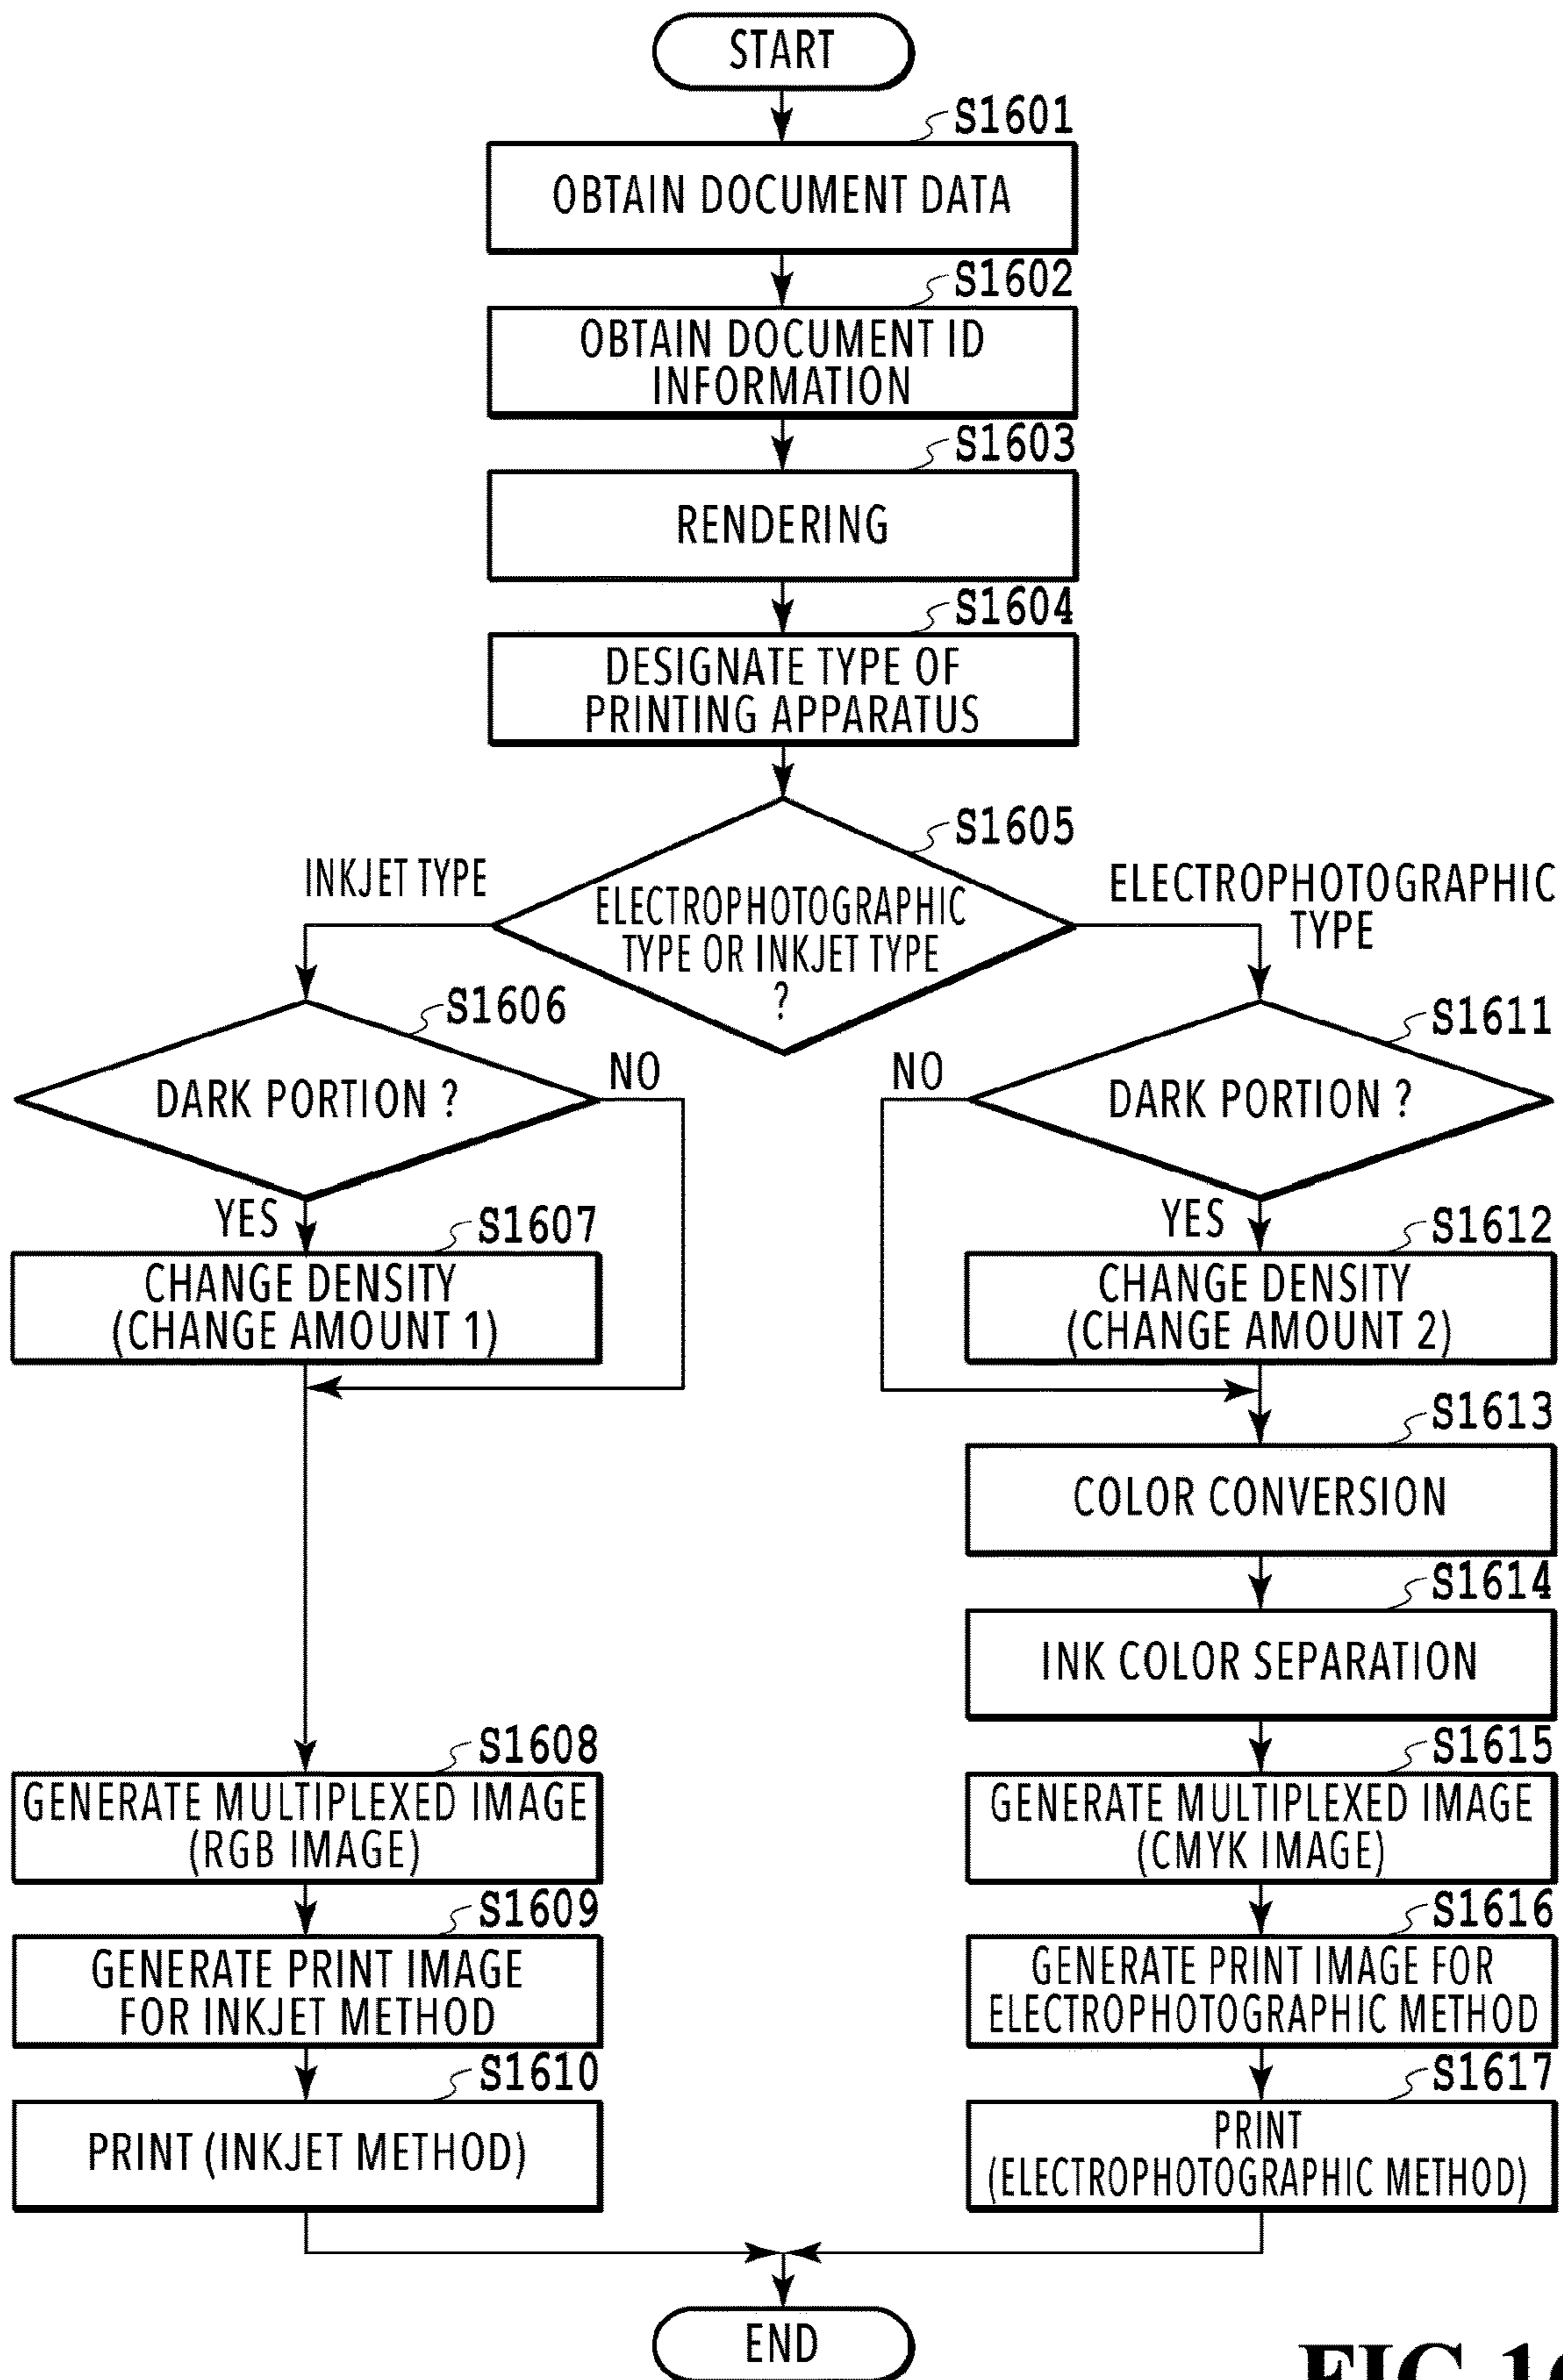 START
S1601
OBTAIN DOCUMENT DATA
S1602
OBTAIN DOCUMENT ID
INFORMATION
S1603
RENDERING
S1604
DESIGNATE TYPE OF
PRINTING APPARATUS
S1605
ELECTROPHOTOGRAPHIC
TYPE OR INKJET TYPE
?
INKJET TYPE
S1606
DARK PORTION ?
NO
YES
S1607
CHANGE DENSITY
(CHANGE AMOUNT 1)
S1608
GENERATE MULTIPLEXED IMAGE
(RGB IMAGE)
S1609
GENERATE PRINT IMAGE
FOR INKJET METHOD
S1610
PRINT (INKJET METHOD)
ELECTROPHOTOGRAPHIC
TYPE
S1611
DARK PORTION ?
NO
YES
S1612
CHANGE DENSITY
(CHANGE AMOUNT 2)
S1613
COLOR CONVERSION
S1614
INK COLOR SEPARATION
S1615
GENERATE MULTIPLEXED IMAGE
(CMYK IMAGE)
S1616
GENERATE PRINT IMAGE FOR
ELECTROPHOTOGRAPHIC METHOD
S1617
PRINT
(ELECTROPHOTOGRAPHIC METHOD)
END